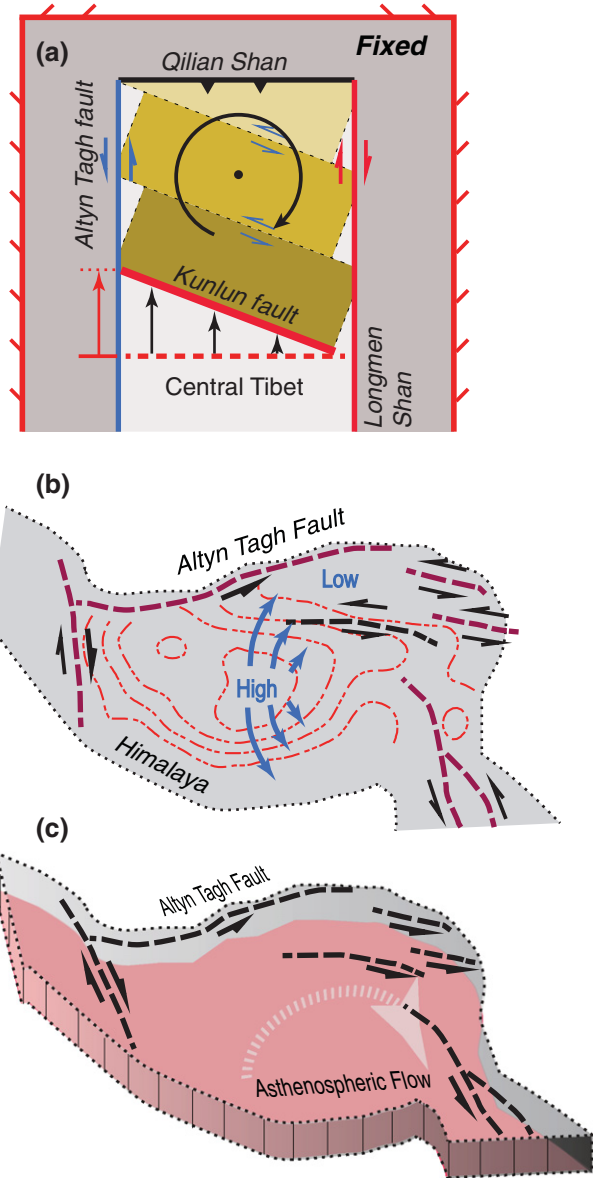 (a)
Fixed
Qilian Shan
Altyn Tagh fault
Kunlun fault
Central Tibet
Longmen
Shan
(b)
Altyn Tagh Fault
Low
High
Himalaya
(c)
Altyn Tagh Fault
Asthenospheric Flow